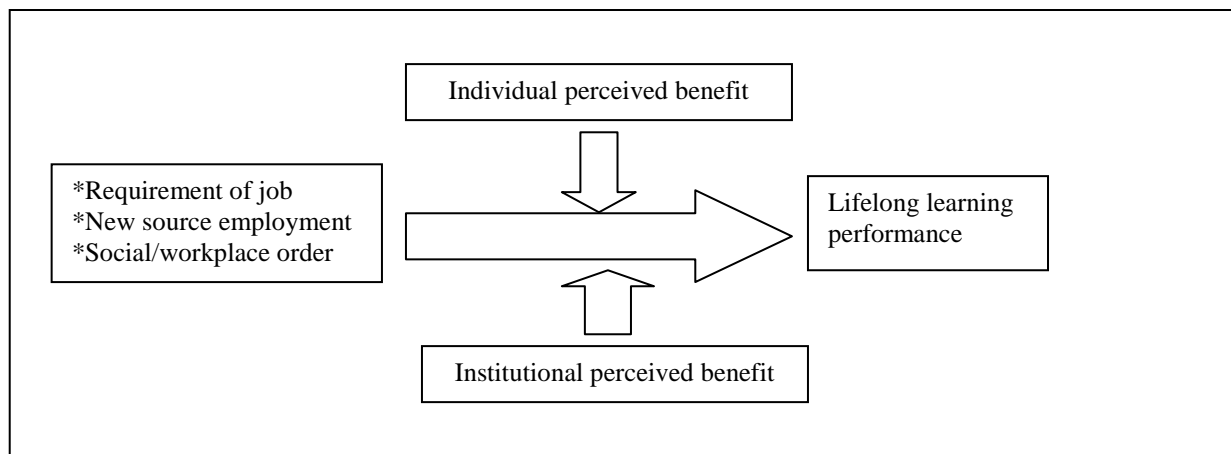 Individual perceived benefit
*Requirement of job
*New source employment
*Social/workplace order
Lifelong learning
performance
Institutional perceived benefit